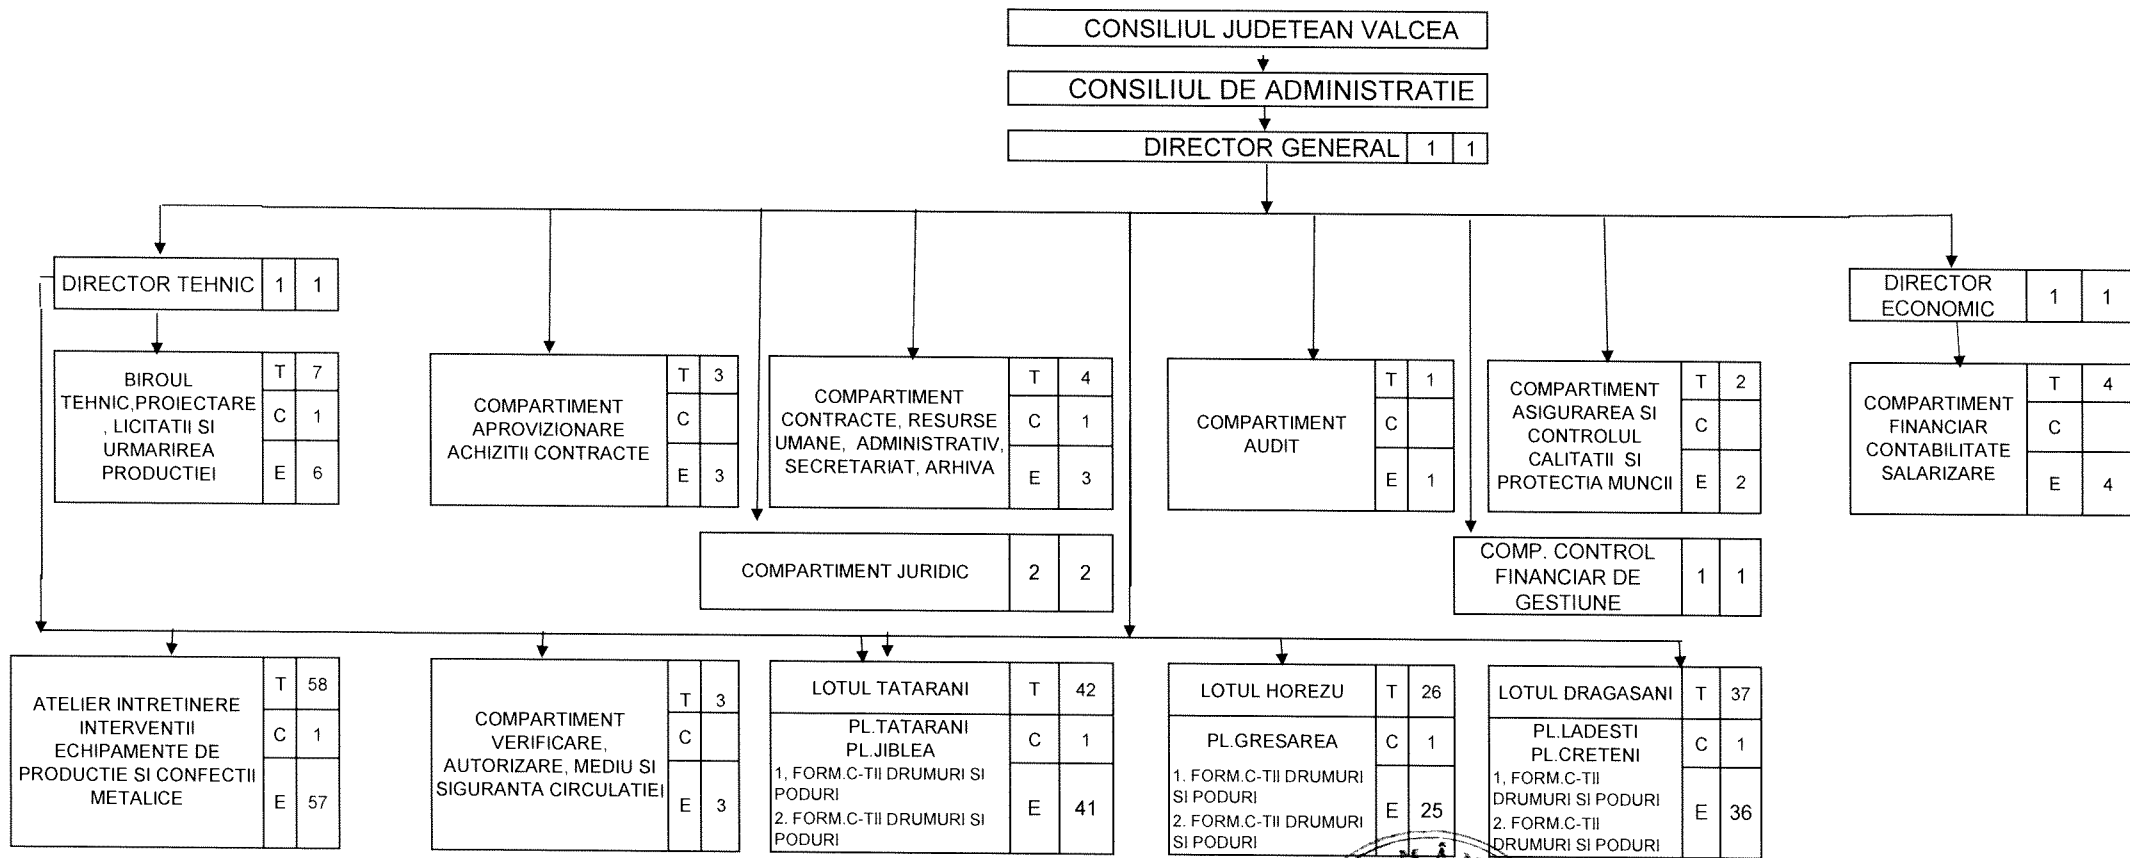 CONSILIUL JUDETEAN VALCEA
CONSILIUL DE ADMINISTRATIE
DIRECTOR GENERAL 1 1
DIRECTOR TEHNIC 1 1
DIRECTOR
ECONOMIC
1 1
BIROUL
TEHNIC,PROIECTARE
, LICITATII SI
URMARIREA
PRODUCTIEI
T 7
C 1
E 6
COMPARTIMENT
APROVIZIONARE
ACHIZITII CONTRACTE
T 3
C
E 3
COMPARTIMENT
CONTRACTE, RESURSE
UMANE, ADMINISTRATIV,
SECRETARIAT, ARHIVA
T 4
C 1
E 3
COMPARTIMENT
AUDIT
T 1
C
E 1
COMPARTIMENT
ASIGURAREA SI
CONTROLUL
CALITATII SI
PROTECTIA MUNCII
T 2
C
E 2
COMPARTIMENT
FINANCIAR
CONTABILITATE
SALARIZARE
T 4
C
E 4
COMPARTIMENT JURIDIC 2 2
COMP. CONTROL
FINANCIAR DE
GESTIUNE
1 1
ATELIER INTRETINERE
INTERVENTII
ECHIPAMENTE DE
PRODUCTIE SI CONFECTII
METALICE
T 58
C 1
E 57
COMPARTIMENT
VERIFICARE,
AUTORIZARE, MEDIU SI
SIGURANTA CIRCULATIEI
T 3
C
E 3
LOTUL TATARANI T 42
PL.TATARANI
PL.JIBLEA
C 1
1, FORM.C-TII DRUMURI SI
PODURI
2. FORM.C-TII DRUMURI SI
PODURI
E 41
LOTUL HOREZU T 26
PL.GRESAREA C 1
1. FORM.C-TII DRUMURI
SI PODURI
2. FORM.C-TII DRUMURI
SI PODURI
E 25
LOTUL DRAGASANI T 37
PL.LADESTI
PL.CRETENI
C 1
1, FORM.C-TII
DRUMURI SI PODURI
2. FORM.C-TII
DRUMURI SI PODURI
E 36